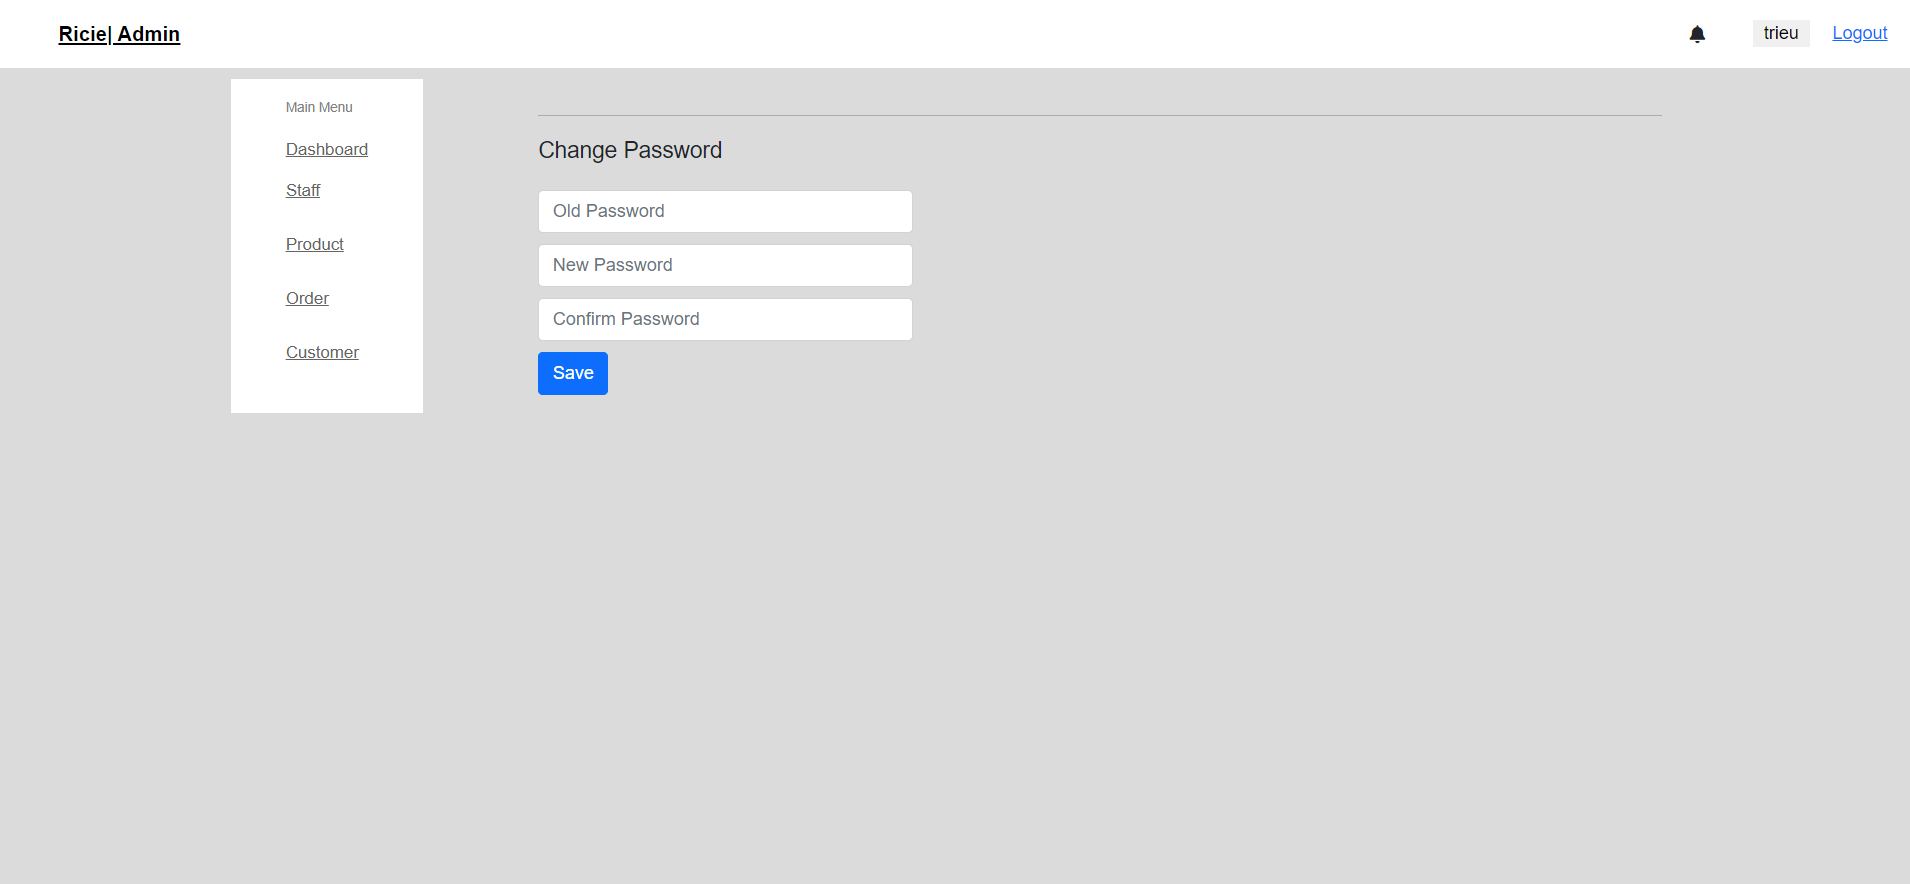 Ricie| Admin
trieu
Logout
Main Menu
Dashboard
Staff
Product
Order
Customer
Change Password
Old Password
New Password
Confirm Password
Save